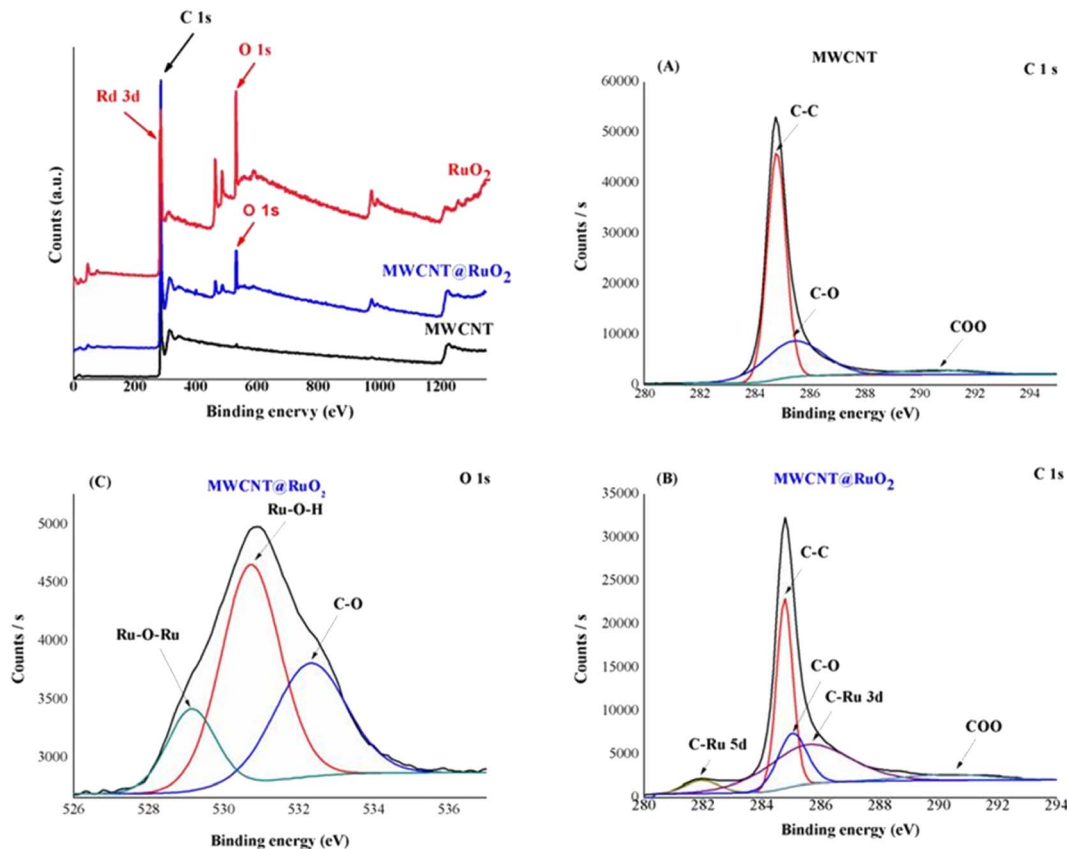 C 1s
O 1s
Rd 3d
RuO2
O 1s
MWCNT@RuO2
MWCNT
Counts (a.u.)
0 200 400 600 800 1000 1200
Binding enervy (eV)
(A) MWCNT C 1 s
60000
50000
40000
30000
20000
10000
0
Counts / s
C-C
C-O
COO
280 282 284 286 288 290 292 294
Binding energy (eV)
(C) MWCNT@RuO2 O 1s
5000
4500
4000
3500
3000
Counts / s
Ru-O-H
C-O
Ru-O-Ru
526 528 530 532 534 536
Binding energy (eV)
(B) MWCNT@RuO2 C 1s
35000
30000
25000
20000
15000
10000
5000
0
Counts / s
C-C
C-O
C-Ru 3d
C-Ru 5d
COO
280 282 284 286 288 290 292 294
Binding energy (eV)